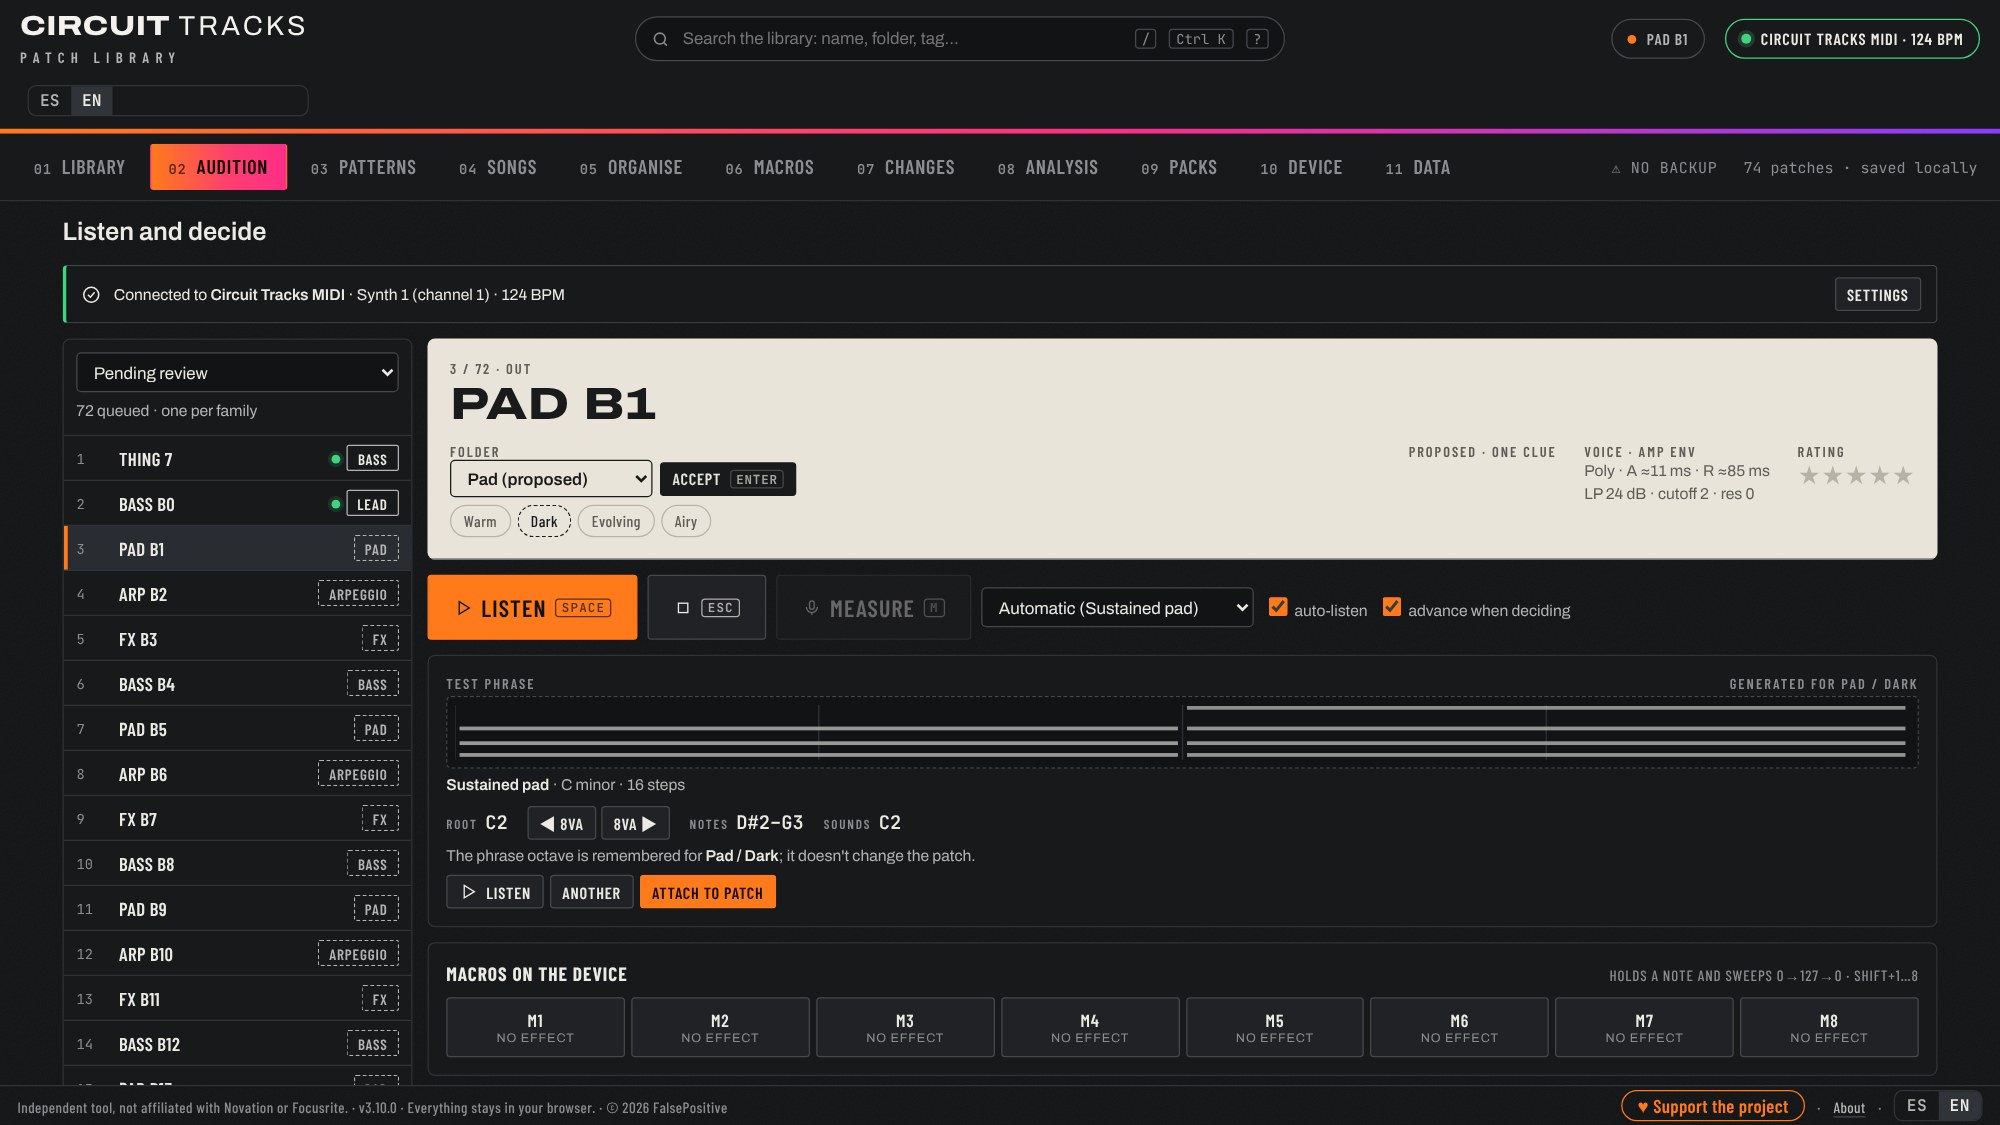 CIRCUIT TRACKS
PATCH LIBRARY
Search the library: name, folder, tag... / Ctrl K ?
PAD B1
CIRCUIT TRACKS MIDI · 124 BPM
ES EN
01 LIBRARY
02 AUDITION
03 PATTERNS
04 SONGS
05 ORGANISE
06 MACROS
07 CHANGES
08 ANALYSIS
09 PACKS
10 DEVICE
11 DATA
⚠ NO BACKUP
74 patches · saved locally
Listen and decide
Connected to Circuit Tracks MIDI · Synth 1 (channel 1) · 124 BPM
SETTINGS
Pending review
72 queued · one per family
1 THING 7 BASS
2 BASS B0 LEAD
3 PAD B1 PAD
4 ARP B2 ARPEGGIO
5 FX B3 FX
6 BASS B4 BASS
7 PAD B5 PAD
8 ARP B6 ARPEGGIO
9 FX B7 FX
10 BASS B8 BASS
11 PAD B9 PAD
12 ARP B10 ARPEGGIO
13 FX B11 FX
14 BASS B12 BASS
3 / 72 · OUT
PAD B1
FOLDER
Pad (proposed)
ACCEPT ENTER
Warm Dark Evolving Airy
PROPOSED · ONE CLUE
VOICE · AMP ENV
Poly · A ≈11 ms · R ≈85 ms
LP 24 dB · cutoff 2 · res 0
RATING
★★★★★
LISTEN SPACE
ESC
MEASURE M
Automatic (Sustained pad)
auto-listen
advance when deciding
TEST PHRASE
GENERATED FOR PAD / DARK
Sustained pad · C minor · 16 steps
ROOT C2 ◀ 8VA 8VA ▶ NOTES D#2–G3 SOUNDS C2
The phrase octave is remembered for Pad / Dark; it doesn't change the patch.
LISTEN
ANOTHER
ATTACH TO PATCH
MACROS ON THE DEVICE
HOLDS A NOTE AND SWEEPS 0→127→0 · SHIFT+1…8
M1
NO EFFECT
M2
NO EFFECT
M3
NO EFFECT
M4
NO EFFECT
M5
NO EFFECT
M6
NO EFFECT
M7
NO EFFECT
M8
NO EFFECT
Independent tool, not affiliated with Novation or Focusrite. · v3.10.0 · Everything stays in your browser. · © 2026 FalsePositive
♥ Support the project · About · ES EN